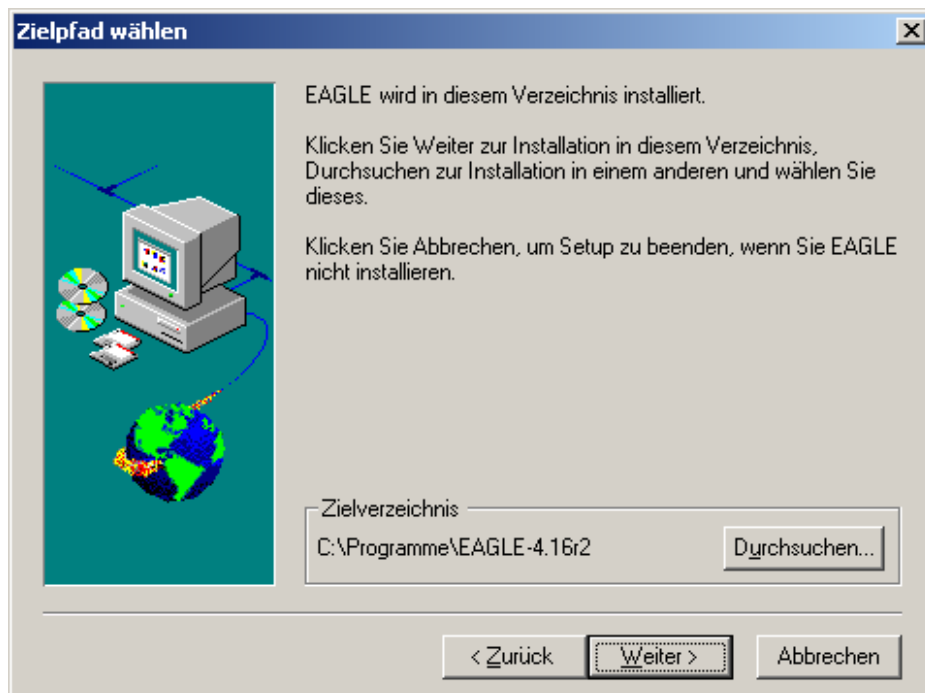 Zielpfad wählen
EAGLE wird in diesem Verzeichnis installiert.
Klicken Sie Weiter zur Installation in diesem Verzeichnis,
Durchsuchen zur Installation in einem anderen und wählen Sie
dieses.
Klicken Sie Abbrechen, um Setup zu beenden, wenn Sie EAGLE
nicht installieren.
Zielverzeichnis
C:\Programme\EAGLE-4.16r2
Durchsuchen...
< Zurück
Weiter >
Abbrechen